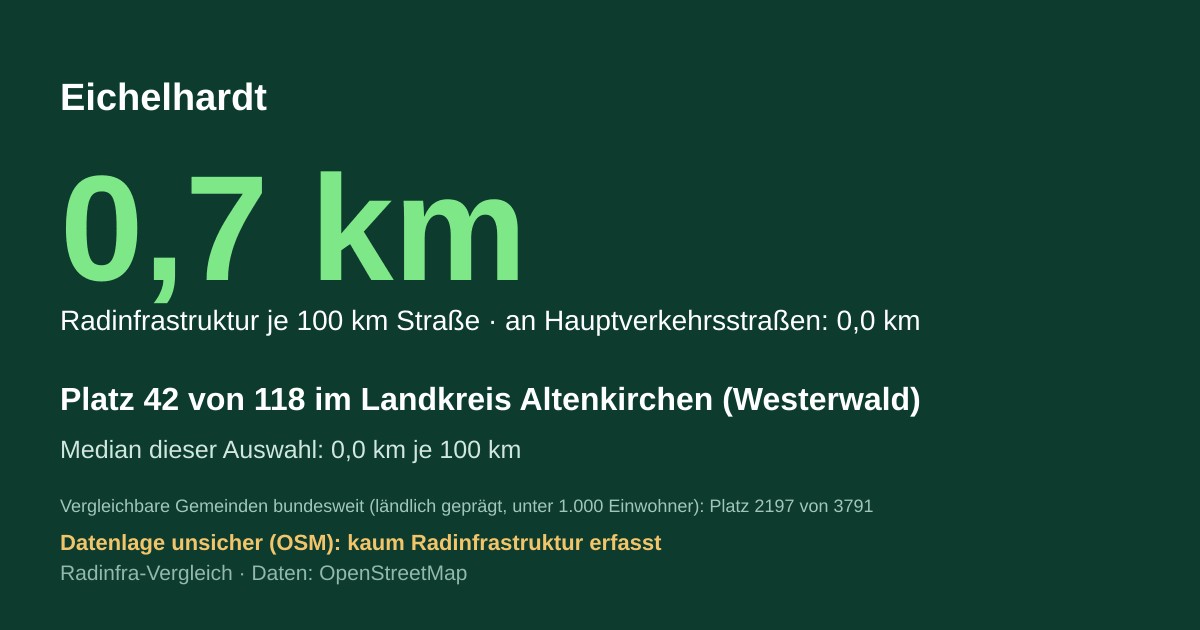 Eichelhardt
0,7 km
Radinfrastruktur je 100 km Straße · an Hauptverkehrsstraßen: 0,0 km
Platz 42 von 118 im Landkreis Altenkirchen (Westerwald)
Median dieser Auswahl: 0,0 km je 100 km
Vergleichbare Gemeinden bundesweit (ländlich geprägt, unter 1.000 Einwohner): Platz 2197 von 3791
Datenlage unsicher (OSM): kaum Radinfrastruktur erfasst
Radinfra-Vergleich · Daten: OpenStreetMap